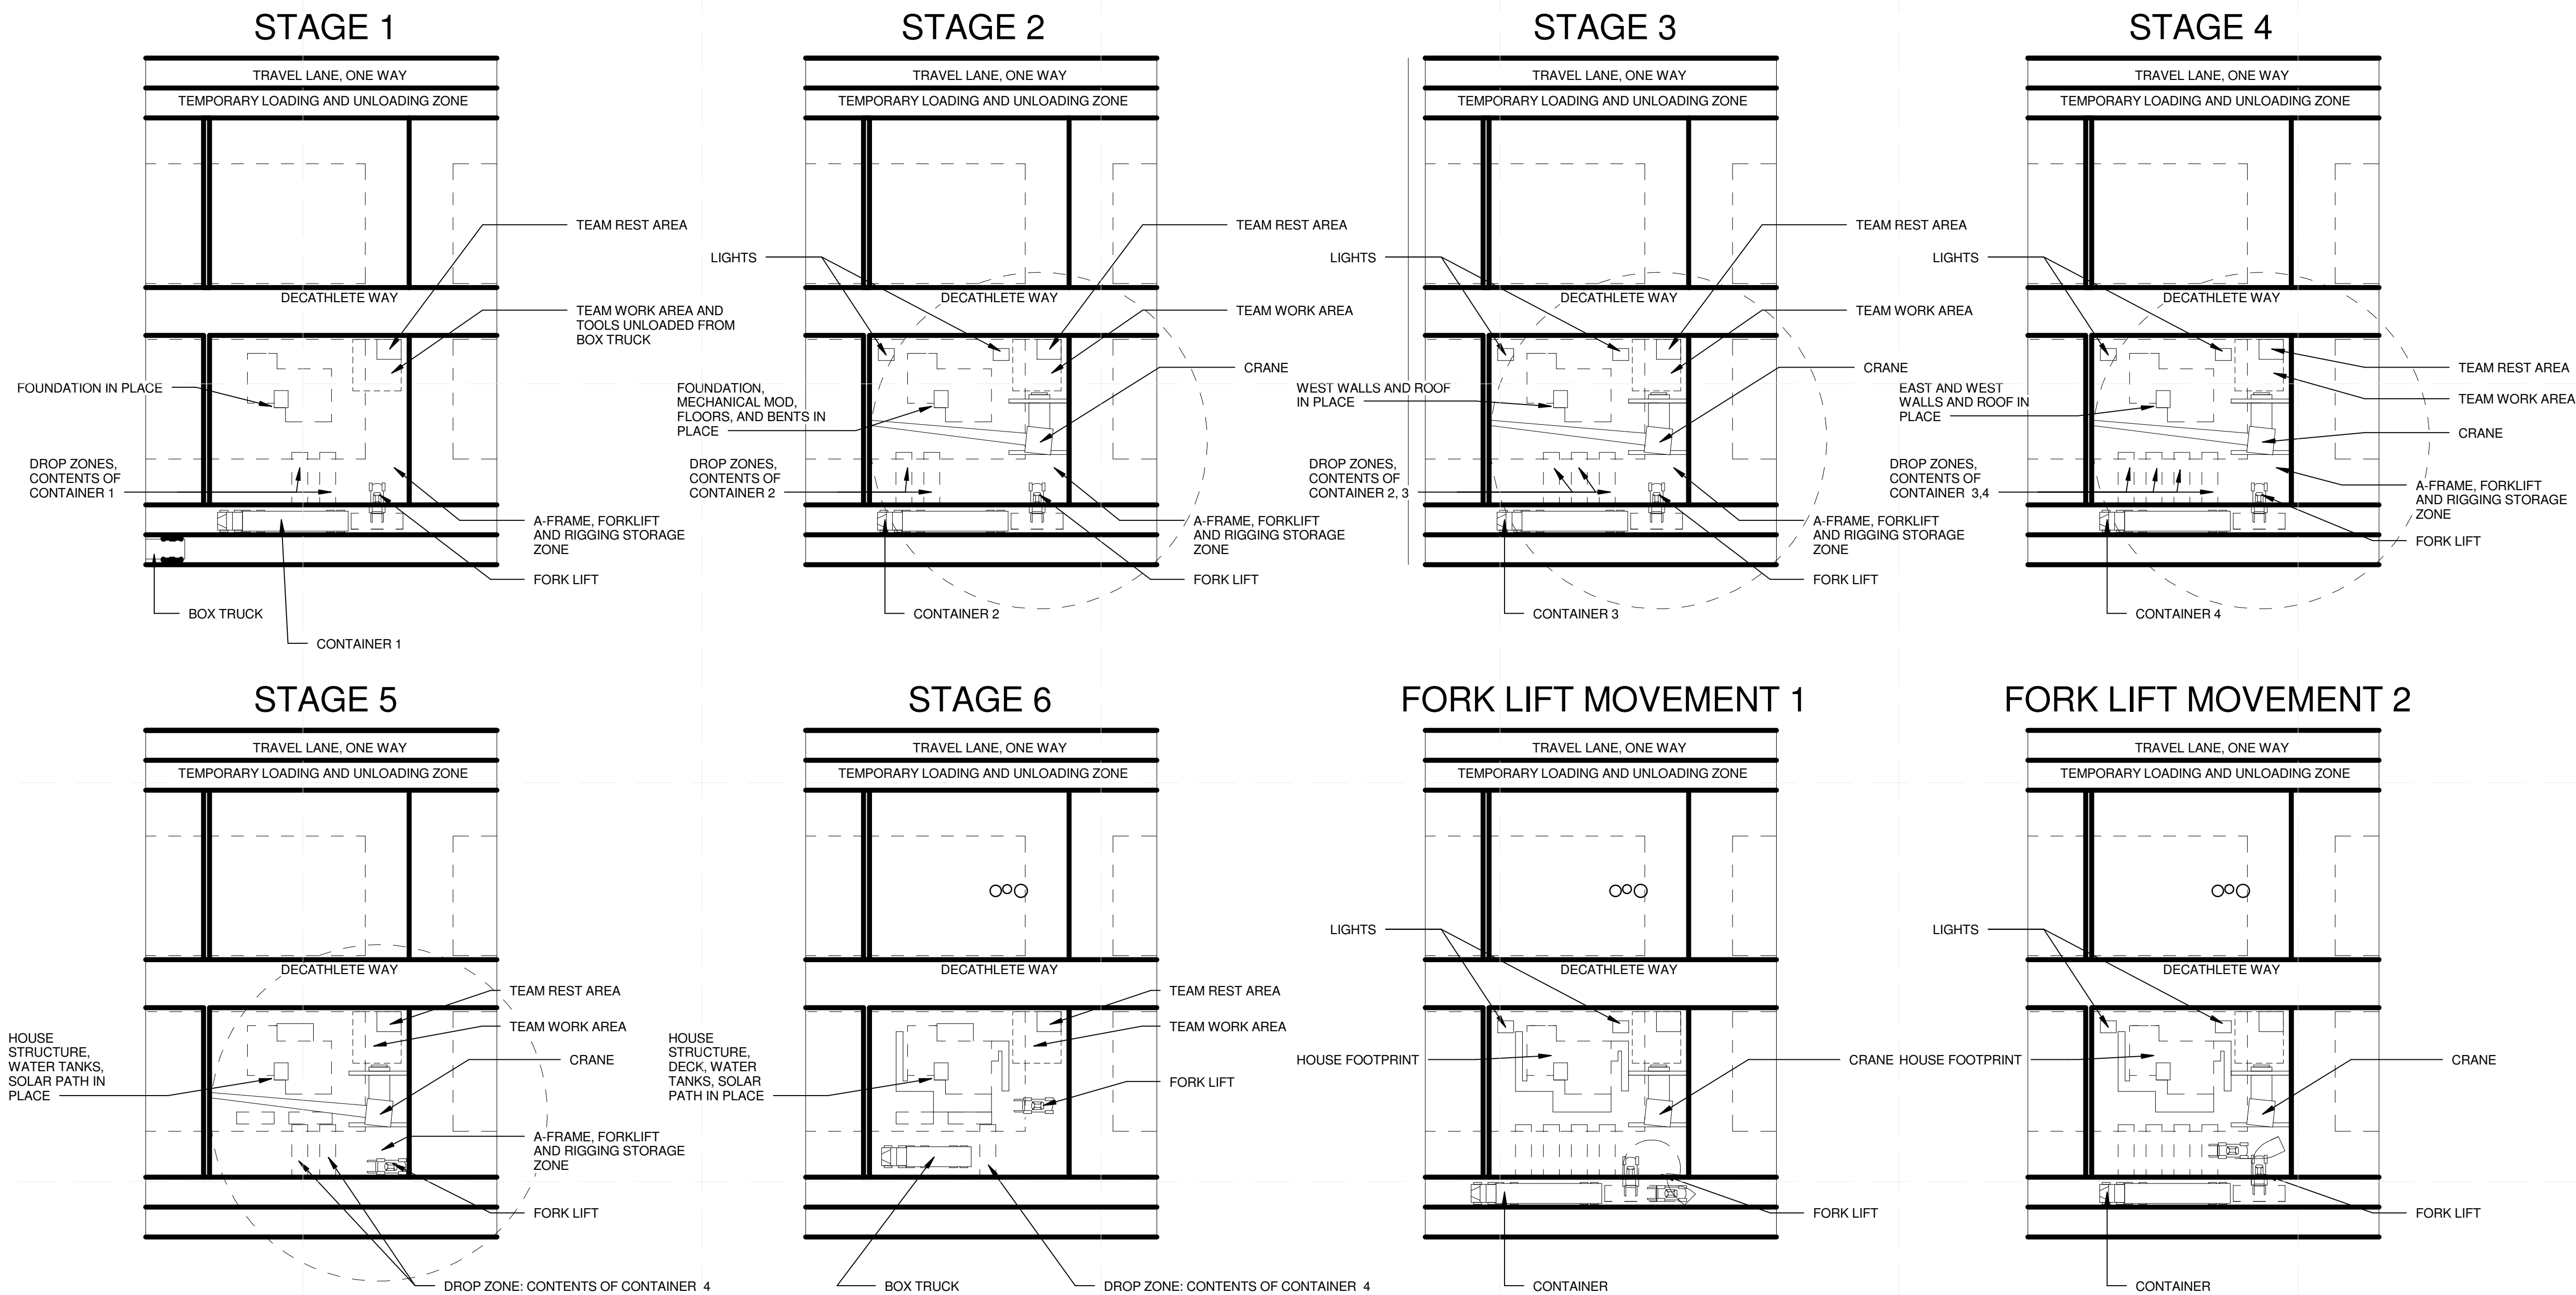 STAGE 1
TRAVEL LANE, ONE WAY
TEMPORARY LOADING AND UNLOADING ZONE
TEAM REST AREA
DECATHLETE WAY
TEAM WORK AREA AND
TOOLS UNLOADED FROM
BOX TRUCK
FOUNDATION IN PLACE
DROP ZONES,
CONTENTS OF
CONTAINER 1
A-FRAME, FORKLIFT
AND RIGGING STORAGE
ZONE
FORK LIFT
BOX TRUCK
CONTAINER 1
STAGE 2
TRAVEL LANE, ONE WAY
TEMPORARY LOADING AND UNLOADING ZONE
TEAM REST AREA
LIGHTS
DECATHLETE WAY
TEAM WORK AREA
CRANE
FOUNDATION,
MECHANICAL MOD,
FLOORS, AND BENTS IN
PLACE
DROP ZONES,
CONTENTS OF
CONTAINER 2
A-FRAME, FORKLIFT
AND RIGGING STORAGE
ZONE
FORK LIFT
CONTAINER 2
STAGE 3
TRAVEL LANE, ONE WAY
TEMPORARY LOADING AND UNLOADING ZONE
TEAM REST AREA
LIGHTS
DECATHLETE WAY
TEAM WORK AREA
CRANE
WEST WALLS AND ROOF
IN PLACE
DROP ZONES,
CONTENTS OF
CONTAINER 2, 3
A-FRAME, FORKLIFT
AND RIGGING STORAGE
ZONE
FORK LIFT
CONTAINER 3
STAGE 4
TRAVEL LANE, ONE WAY
TEMPORARY LOADING AND UNLOADING ZONE
LIGHTS
DECATHLETE WAY
TEAM REST AREA
EAST AND WEST
WALLS AND ROOF IN
PLACE
TEAM WORK AREA
CRANE
DROP ZONES,
CONTENTS OF
CONTAINER 3,4
A-FRAME, FORKLIFT
AND RIGGING STORAGE
ZONE
FORK LIFT
CONTAINER 4
STAGE 5
TRAVEL LANE, ONE WAY
TEMPORARY LOADING AND UNLOADING ZONE
DECATHLETE WAY
TEAM REST AREA
TEAM WORK AREA
HOUSE
STRUCTURE,
WATER TANKS,
SOLAR PATH IN
PLACE
CRANE
A-FRAME, FORKLIFT
AND RIGGING STORAGE
ZONE
FORK LIFT
DROP ZONE: CONTENTS OF CONTAINER 4
STAGE 6
TRAVEL LANE, ONE WAY
TEMPORARY LOADING AND UNLOADING ZONE
DECATHLETE WAY
TEAM REST AREA
TEAM WORK AREA
HOUSE
STRUCTURE,
DECK, WATER
TANKS, SOLAR
PATH IN PLACE
FORK LIFT
BOX TRUCK
DROP ZONE: CONTENTS OF CONTAINER 4
FORK LIFT MOVEMENT 1
TRAVEL LANE, ONE WAY
TEMPORARY LOADING AND UNLOADING ZONE
LIGHTS
DECATHLETE WAY
HOUSE FOOTPRINT
CRANE
FORK LIFT
CONTAINER
FORK LIFT MOVEMENT 2
TRAVEL LANE, ONE WAY
TEMPORARY LOADING AND UNLOADING ZONE
LIGHTS
DECATHLETE WAY
HOUSE FOOTPRINT
CRANE
FORK LIFT
CONTAINER